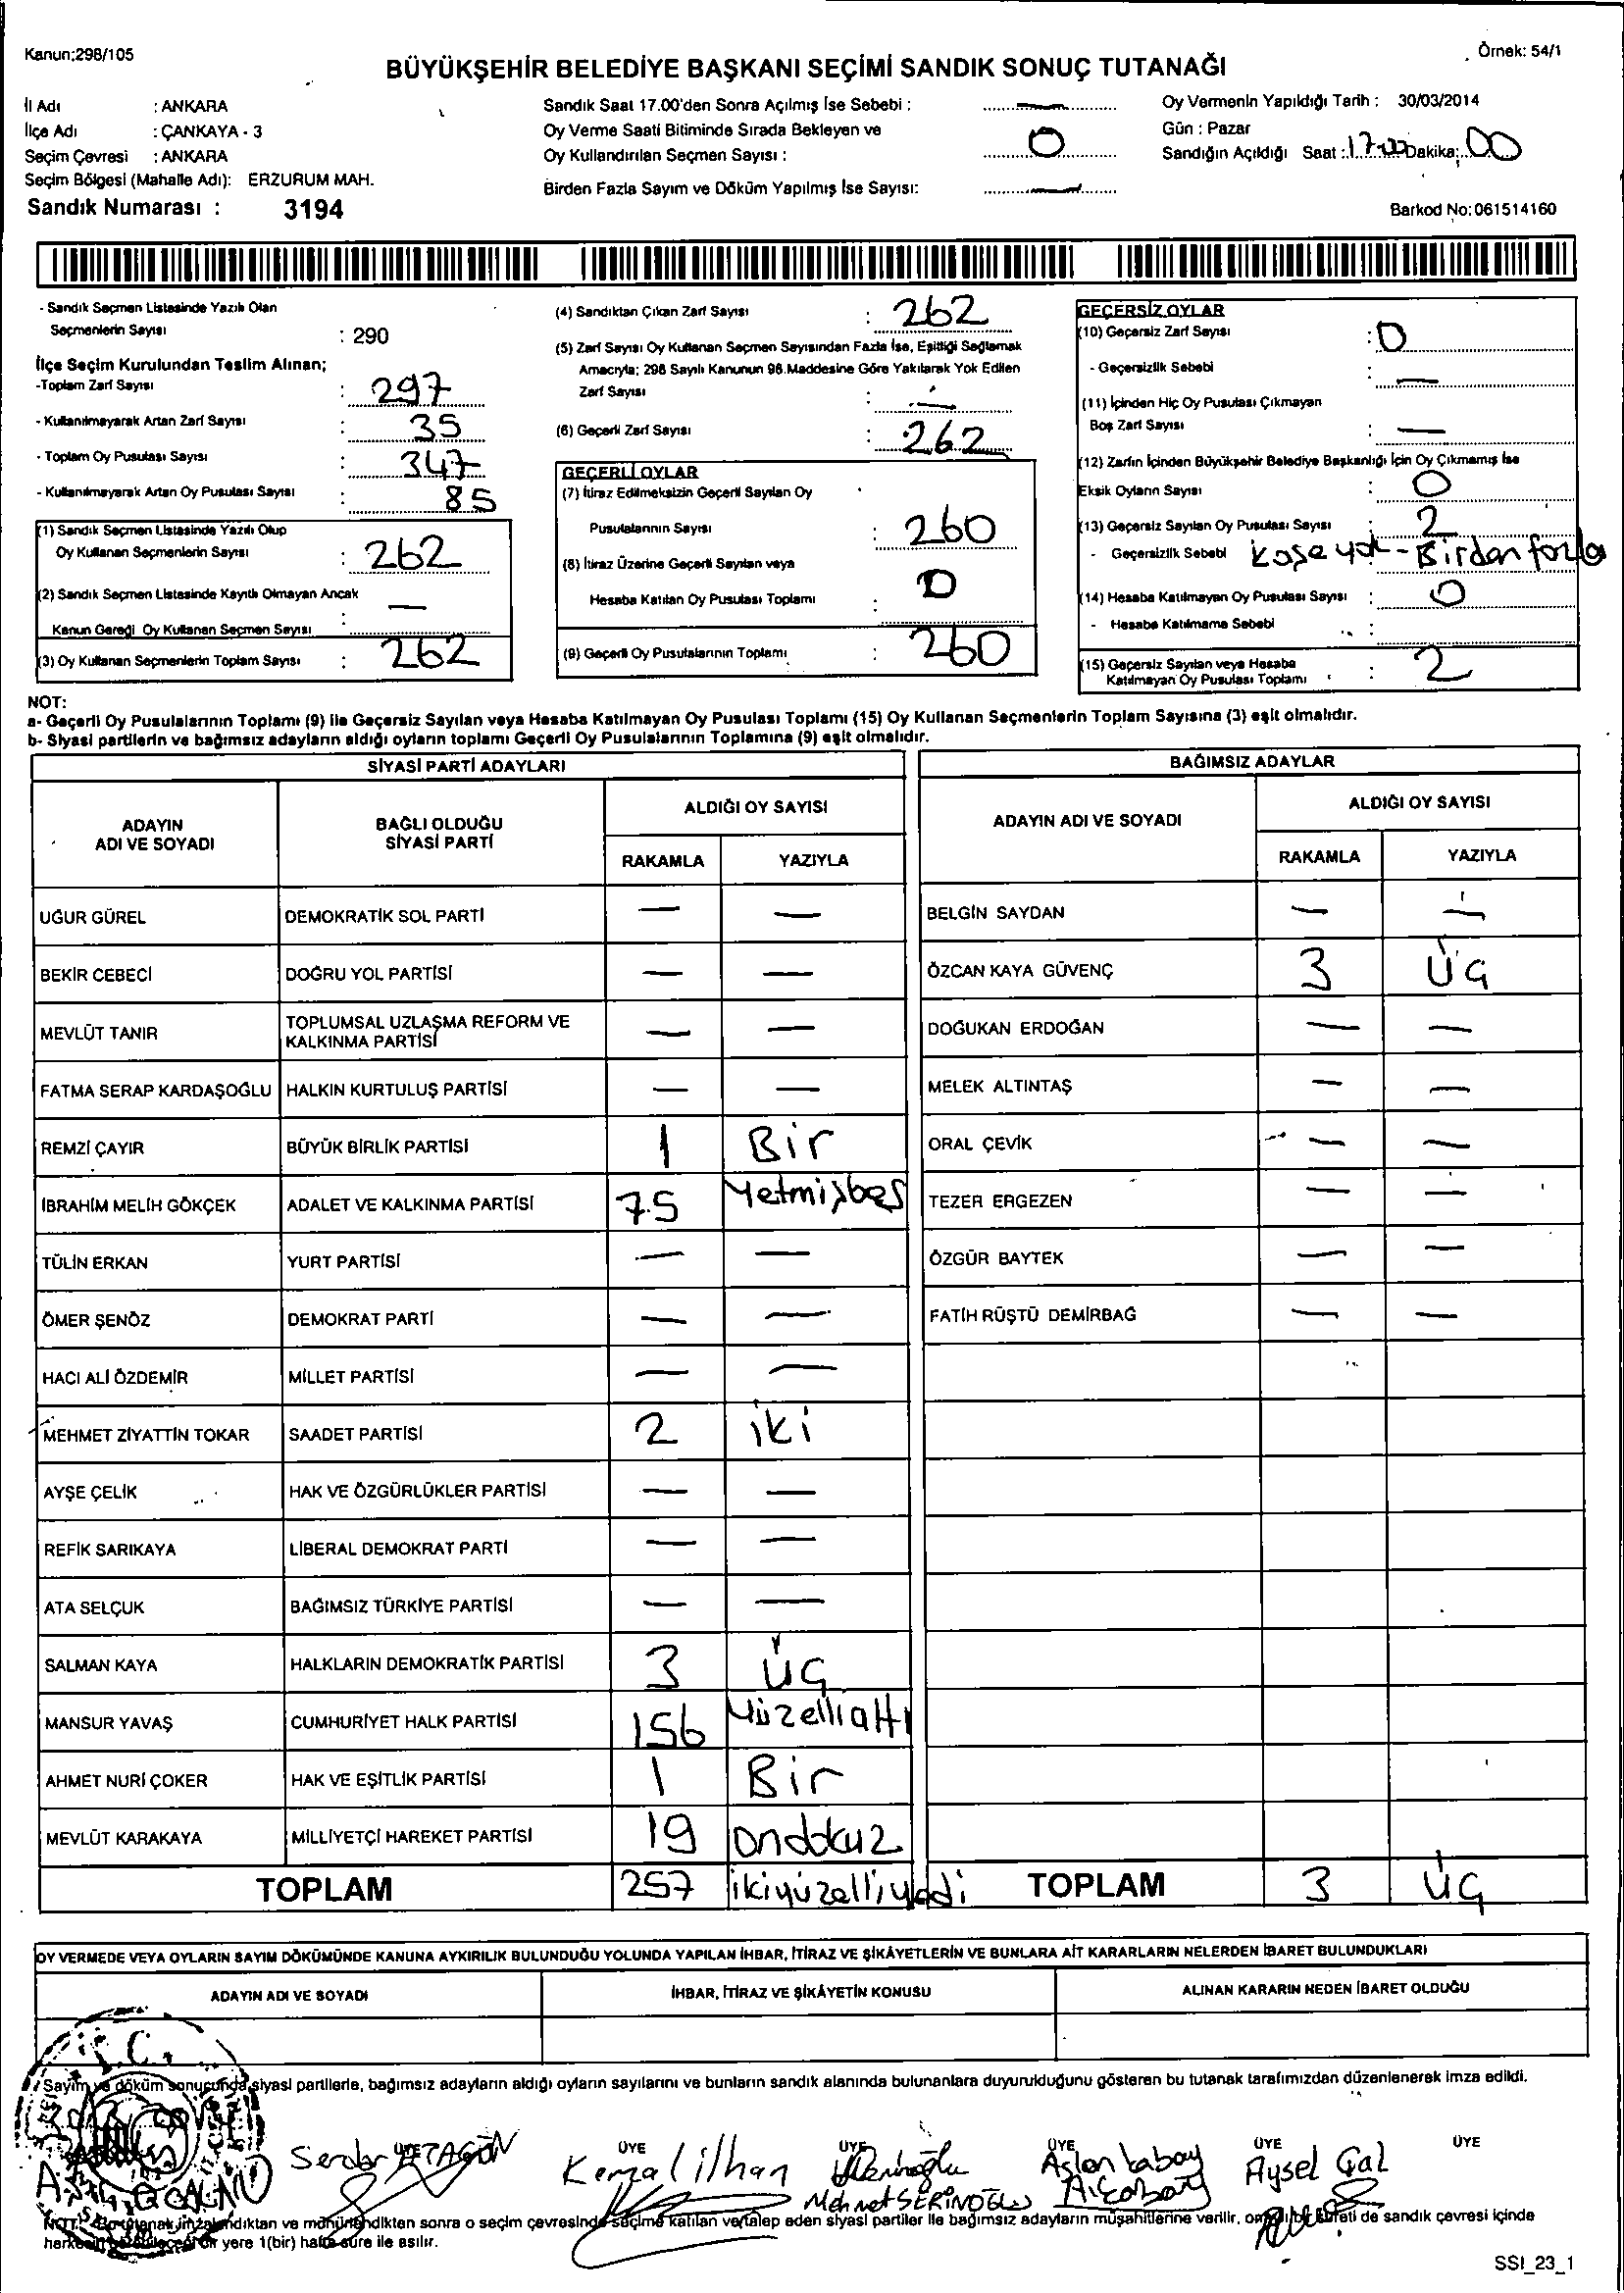 Kanun:298/105
Örnek: 54/1
BÜYÜKŞEHİR BELEDİYE BAŞKANI SEÇİMİ SANDIK SONUÇ TUTANAĞI
İl Adı : ANKARA
İlçe Adı : ÇANKAYA - 3
Seçim Çevresi : ANKARA
Seçim Bölgesi (Mahalle Adı): ERZURUM MAH.
Sandık Numarası : 3194
Sandık Saat 17.00'den Sonra Açılmış İse Sebebi : —
Oy Verme Saati Bitiminde Sırada Bekleyen ve
Oy Kullandırılan Seçmen Sayısı : 0
Birden Fazla Sayım ve Döküm Yapılmış İse Sayısı: —
Oy Vermenin Yapıldığı Tarih : 30/03/2014
Gün : Pazar
Sandığın Açıldığı Saat : 17.00 Dakika: 00
Barkod No: 061514160
- Sandık Seçmen Listesinde Yazılı Olan
Seçmenlerin Sayısı : 290
İlçe Seçim Kurulundan Teslim Alınan;
-Toplam Zarf Sayısı : 297
- Kullanılmayarak Artan Zarf Sayısı : 35
- Toplam Oy Pusulası Sayısı : 347
- Kullanılmayarak Artan Oy Pusulası Sayısı : 85
(1) Sandık Seçmen Listesinde Yazılı Olup
Oy Kullanan Seçmenlerin Sayısı : 262
(2) Sandık Seçmen Listesinde Kayıtlı Olmayan Ancak
Kanun Gereği Oy Kullanan Seçmen Sayısı : —
(3) Oy Kullanan Seçmenlerin Toplam Sayısı : 262
(4) Sandıktan Çıkan Zarf Sayısı : 262
(5) Zarf Sayısı Oy Kullanan Seçmen Sayısından Fazla İse, Eşitliği Sağlamak
Amacıyla; 298 Sayılı Kanunun 98.Maddesine Göre Yakılarak Yok Edilen
Zarf Sayısı : —
(6) Geçerli Zarf Sayısı : 262
GEÇERLİ OYLAR
(7) İtiraz Edilmeksizin Geçerli Sayılan Oy
Pusulalarının Sayısı : 260
(8) İtiraz Üzerine Geçerli Sayılan veya
Hesaba Katılan Oy Pusulası Toplamı : 0
(9) Geçerli Oy Pusulalarının Toplamı : 260
GEÇERSİZ OYLAR
(10) Geçersiz Zarf Sayısı : 0
- Geçersizlik Sebebi : —
(11) İçinden Hiç Oy Pusulası Çıkmayan
Boş Zarf Sayısı : —
(12) Zarfın İçinden Büyükşehir Belediye Başkanlığı İçin Oy Çıkmamış İse
Eksik Oyların Sayısı : 0
(13) Geçersiz Sayılan Oy Pusulası Sayısı : 2
- Geçersizlik Sebebi Kaşe yok - Birden fazla
(14) Hesaba Katılmayan Oy Pusulası Sayısı : 0
- Hesaba Katılmama Sebebi :
(15) Geçersiz Sayılan veya Hesaba
Katılmayan Oy Pusulası Toplamı : 2
NOT:
a- Geçerli Oy Pusulalarının Toplamı (9) ile Geçersiz Sayılan veya Hesaba Katılmayan Oy Pusulası Toplamı (15) Oy Kullanan Seçmenlerin Toplam Sayısına (3) eşit olmalıdır.
b- Siyasi partilerin ve bağımsız adayların aldığı oyların toplamı Geçerli Oy Pusulalarının Toplamına (9) eşit olmalıdır.
SİYASİ PARTİ ADAYLARI
ADAYIN ADI VE SOYADI BAĞLI OLDUĞU SİYASİ PARTİ ALDIĞI OY SAYISI
RAKAMLA YAZIYLA
UĞUR GÜREL DEMOKRATİK SOL PARTİ — —
BEKİR CEBECİ DOĞRU YOL PARTİSİ — —
MEVLÜT TANIR TOPLUMSAL UZLAŞMA REFORM VE KALKINMA PARTİSİ — —
FATMA SERAP KARDAŞOĞLU HALKIN KURTULUŞ PARTİSİ — —
REMZİ ÇAYIR BÜYÜK BİRLİK PARTİSİ 1 Bir
İBRAHİM MELİH GÖKÇEK ADALET VE KALKINMA PARTİSİ 75 Yetmişbeş
TÜLİN ERKAN YURT PARTİSİ — —
ÖMER ŞENÖZ DEMOKRAT PARTİ — —
HACI ALİ ÖZDEMİR MİLLET PARTİSİ — —
MEHMET ZİYATTİN TOKAR SAADET PARTİSİ 2 iki
AYŞE ÇELİK HAK VE ÖZGÜRLÜKLER PARTİSİ — —
REFİK SARIKAYA LİBERAL DEMOKRAT PARTİ — —
ATA SELÇUK BAĞIMSIZ TÜRKİYE PARTİSİ — —
SALMAN KAYA HALKLARIN DEMOKRATİK PARTİSİ 3 üç
MANSUR YAVAŞ CUMHURİYET HALK PARTİSİ 156 Yüzellialtı
AHMET NURİ ÇOKER HAK VE EŞİTLİK PARTİSİ 1 Bir
MEVLÜT KARAKAYA MİLLİYETÇİ HAREKET PARTİSİ 19 ondokuz
TOPLAM 257 ikiyüzelliyedi
BAĞIMSIZ ADAYLAR
ADAYIN ADI VE SOYADI ALDIĞI OY SAYISI
RAKAMLA YAZIYLA
BELGİN SAYDAN — —
ÖZCAN KAYA GÜVENÇ 3 Üç
DOĞUKAN ERDOĞAN — —
MELEK ALTINTAŞ — —
ORAL ÇEVİK — —
TEZER ERGEZEN — —
ÖZGÜR BAYTEK — —
FATİH RÜŞTÜ DEMİRBAĞ — —
TOPLAM 3 üç
OY VERMEDE VEYA OYLARIN SAYIM DÖKÜMÜNDE KANUNA AYKIRILIK BULUNDUĞU YOLUNDA YAPILAN İHBAR, İTİRAZ VE ŞİKÂYETLERİN VE BUNLARA AİT KARARLARIN NELERDEN İBARET BULUNDUKLARI
ADAYIN ADI VE SOYADI İHBAR, İTİRAZ VE ŞİKÂYETİN KONUSU ALINAN KARARIN NEDEN İBARET OLDUĞU
T.C.
Sayım ve döküm sonucunda siyasi partilerle, bağımsız adayların aldığı oyların sayılarını ve bunların sandık alanında bulunanlara duyurulduğunu gösteren bu tutanak tarafımızdan düzenlenerek imza edildi.
ÜYE ÜYE ÜYE ÜYE ÜYE ÜYE
Serdar Kemal ilhan Aysel
Mehmet SERİNOĞLU
NOT: Bu tutanak imzalandıktan ve mühürlendikten sonra o seçim çevresinde seçime katılan ve talep eden siyasi partiler ile bağımsız adayların müşahitlerine verilir, onaylı bir sureti de sandık çevresi içinde
herkesin görebileceği bir yere 1(bir) hafta süre ile asılır.
SSI_23_1